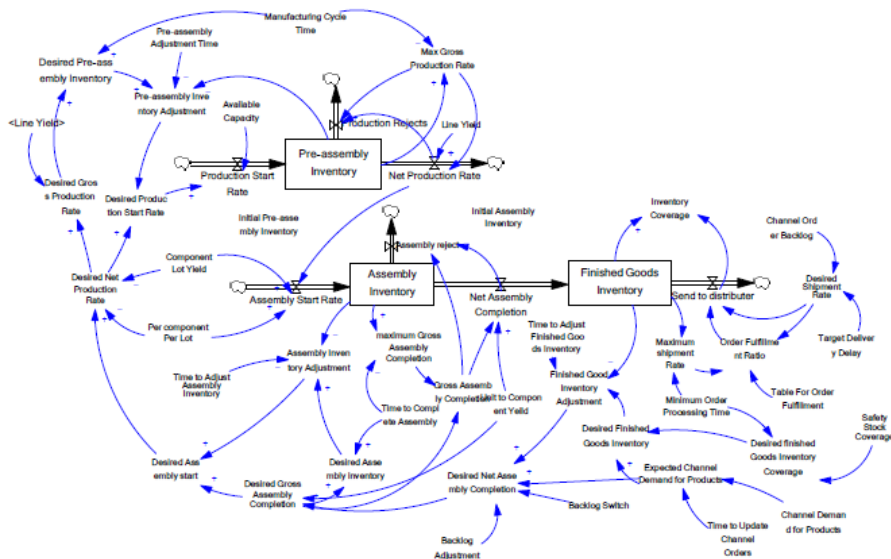 Manufacturing Cycle
Time
Pre-assembly
Adjustment Time
Desired Pre-ass
embly Inventory
Max Gross
Production Rate
Pre-assembly Inve
ntory Adjustment
Available
Capacity
<Line Yield>
roduction Rejects
Line Yield
Pre-assembly
Inventory
Production Start
Rate
Net Production Rate
Desired Gros
s Production
Rate
Desired Produc
tion Start Rate
Initial Pre-asse
mbly Inventory
Initial Assembly
Inventory
Inventory
Coverage
Channel Ord
er Backlog
Assembly reject
Component
Lot Yield
Desired Net
Production
Rate
Assembly
Inventory
Finished Goods
Inventory
Desired
Shipment
Rate
Assembly Start Rate
Net Assembly
Completion
Send to distributer
Per component
Per Lot
Time to Adjust
Finished Goo
ds Inventory
maximum Gross
Assembly
Completion
Target Deliver
y Delay
Assembly Inven
tory Adjustment
Maximum
shipment
Rate
Order Fulfillme
nt Ratio
Time to Adjust
Assembly
Inventory
Finished Good
Inventory
Adjustment
Gross Assemb
ly Completion
Unit to Compon
ent Yeild
Minimum Order
Processing Time
Table For Order
Fulfillment
Time to Compl
ete Assembly
Safety
Stock
Coverage
Desired Finished
Goods Inventory
Desired finished
Goods Inventory
Coverage
Desired Ass
embly start
Desired Asse
mbly Inventory
Desired Net Asse
mbly Completion
Expected Channel
Demand for Products
Desired Gross
Assembly
Completion
Backlog Switch
Channel Deman
d for Products
Time to Update
Channel
Orders
Backlog
Adjustment